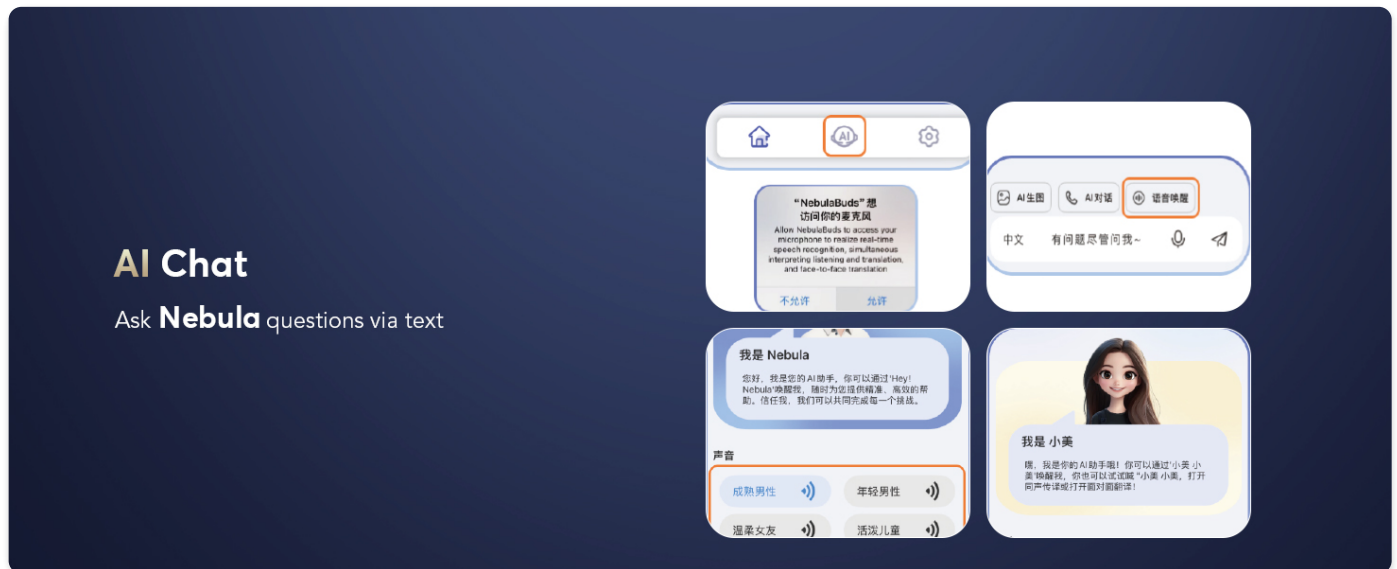 AI Chat
Ask Nebula questions via text
AI
“NebulaBuds”想
访问你的麦克风
Allow NebulaBuds to access your
microphone to realize real-time
speech recognition, simultaneous
interpreting listening and translation,
and face-to-face translation
不允许
允许
AI生图
AI对话
语音唤醒
中文
有问题尽管问我~
我是 Nebula
您好，我是您的AI助手，你可以通过'Hey!
Nebula'唤醒我，随时为您提供精准、高效的帮
助。信任我，我们可以共同完成每一个挑战。
声音
成熟男性
年轻男性
温柔女友
活泼儿童
我是 小美
嘿，我是你的AI助手哦！你可以通过'小美 小
美'唤醒我，你也可以试试喊 "小美 小美，打开
同声传译或打开面对面翻译！